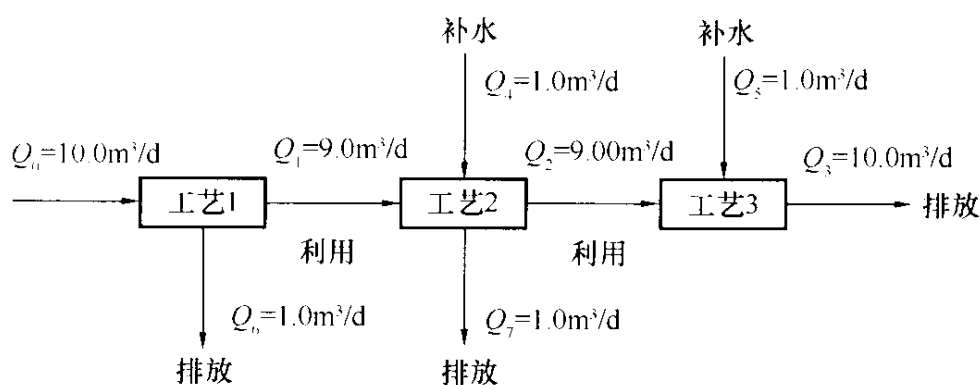 补水
补水
Q₄=1.0m³/d
Q₅=1.0m³/d
Q₀=10.0m³/d
Q₁=9.0m³/d
Q₂=9.00m³/d
Q₃=10.0m³/d
工艺1
工艺2
工艺3
排放
利用
利用
Q₆=1.0m³/d
Q₇=1.0m³/d
排放
排放